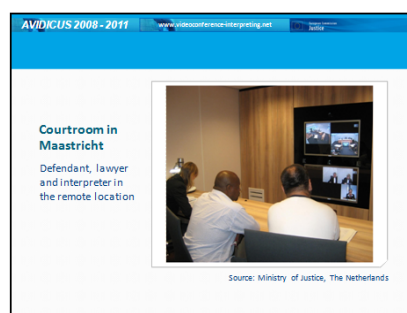 AVIDICUS 2008 - 2011
www.videoconference-interpreting.net
Justice
Courtroom in
Maastricht
Defendant, lawyer
and interpreter in
the remote location
Source: Ministry of Justice, The Netherlands